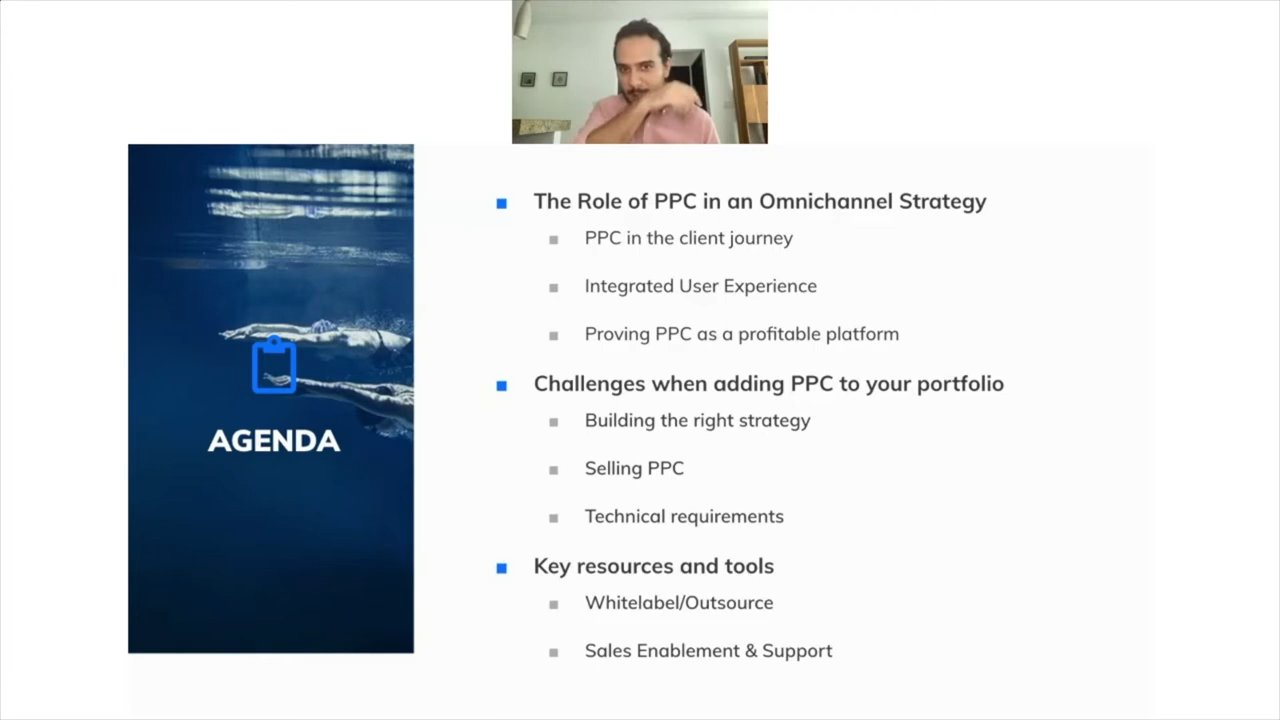 AGENDA
The Role of PPC in an Omnichannel Strategy
PPC in the client journey
Integrated User Experience
Proving PPC as a profitable platform
Challenges when adding PPC to your portfolio
Building the right strategy
Selling PPC
Technical requirements
Key resources and tools
Whitelabel/Outsource
Sales Enablement & Support